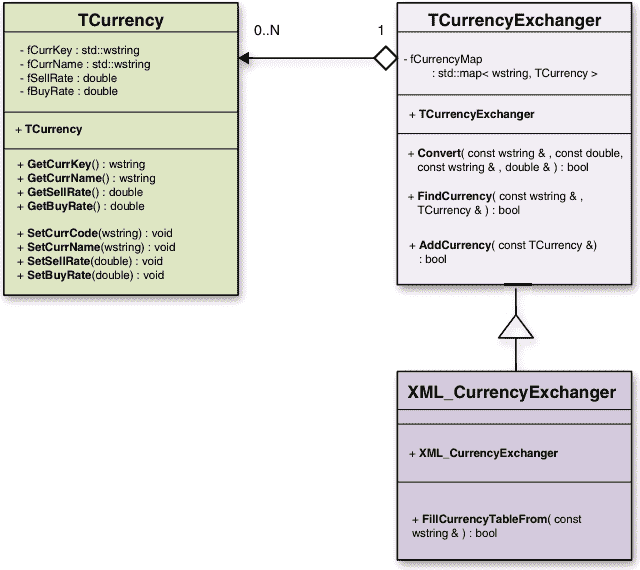 TCurrency
- fCurrKey : std::wstring
- fCurrName : std::wstring
- fSellRate : double
- fBuyRate : double
+ TCurrency
+ GetCurrKey() : wstring
+ GetCurrName() : wstring
+ GetSellRate() : double
+ GetBuyRate() : double
+ SetCurrCode(wstring) : void
+ SetCurrName(wstring) : void
+ SetSellRate(double) : void
+ SetBuyRate(double) : void
0..N
1
TCurrencyExchanger
- fCurrencyMap
: std::map< wstring, TCurrency >
+ TCurrencyExchanger
+ Convert( const wstring & , const double,
const wstring & , double & ) : bool
+ FindCurrency( const wstring & ,
TCurrency & ) : bool
+ AddCurrency( const TCurrency &)
: bool
XML_CurrencyExchanger
+ XML_CurrencyExchanger
+ FillCurrencyTableFrom( const
wstring & ) : bool